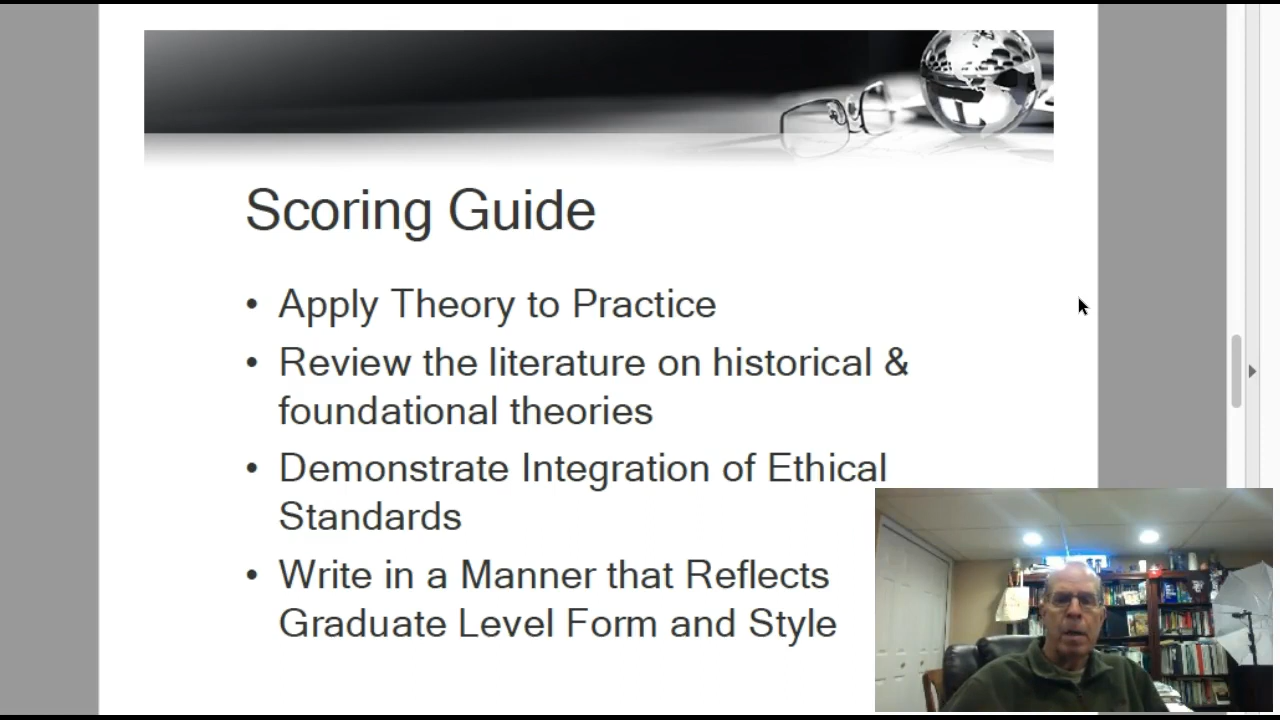 Scoring Guide
• Apply Theory to Practice
• Review the literature on historical &
foundational theories
• Demonstrate Integration of Ethical
Standards
• Write in a Manner that Reflects
Graduate Level Form and Style